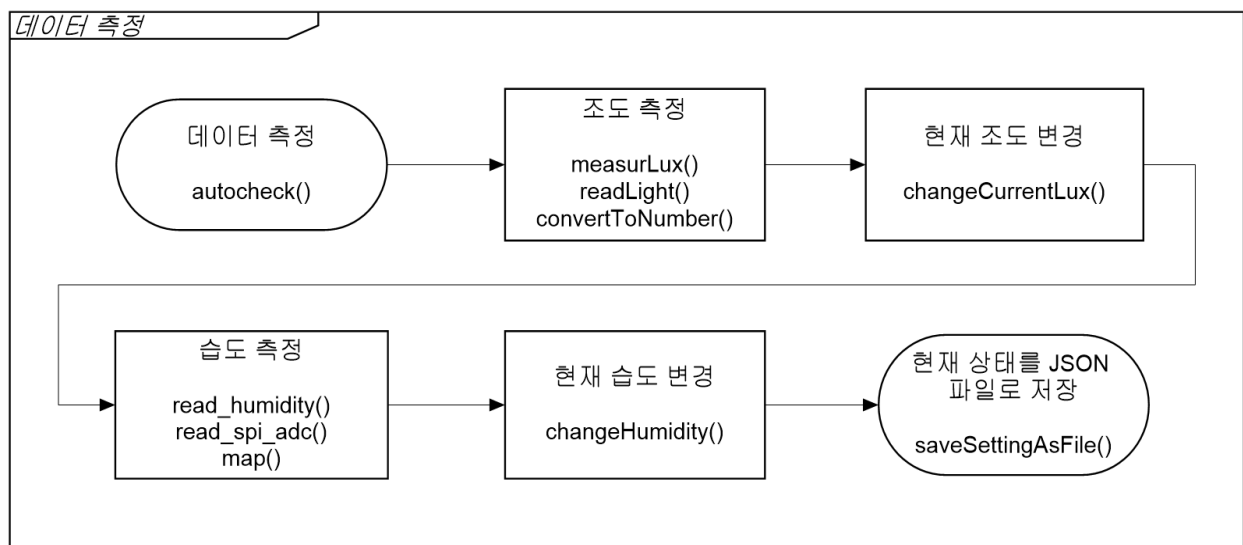 데이터 측정
데이터 측정
autocheck()
조도 측정
measurLux()
readLight()
convertToNumber()
현재 조도 변경
changeCurrentLux()
습도 측정
read_humidity()
read_spi_adc()
map()
현재 습도 변경
changeHumidity()
현재 상태를 JSON
파일로 저장
saveSettingAsFile()